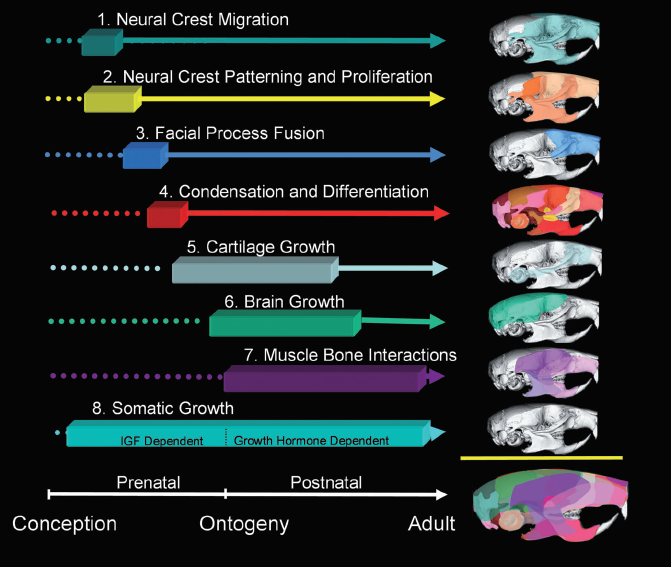 1. Neural Crest Migration
2. Neural Crest Patterning and Proliferation
3. Facial Process Fusion
4. Condensation and Differentiation
5. Cartilage Growth
6. Brain Growth
7. Muscle Bone Interactions
8. Somatic Growth
IGF Dependent Growth Hormone Dependent
Prenatal Postnatal
Conception Ontogeny Adult